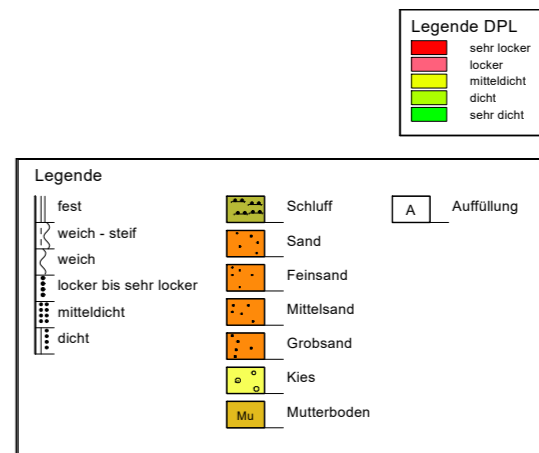 Legende DPL
sehr locker
locker
mitteldicht
dicht
sehr dicht
Legende
fest
weich - steif
weich
locker bis sehr locker
mitteldicht
dicht
Schluff
Sand
Feinsand
Mittelsand
Grobsand
Kies
Mu Mutterboden
A Auffüllung